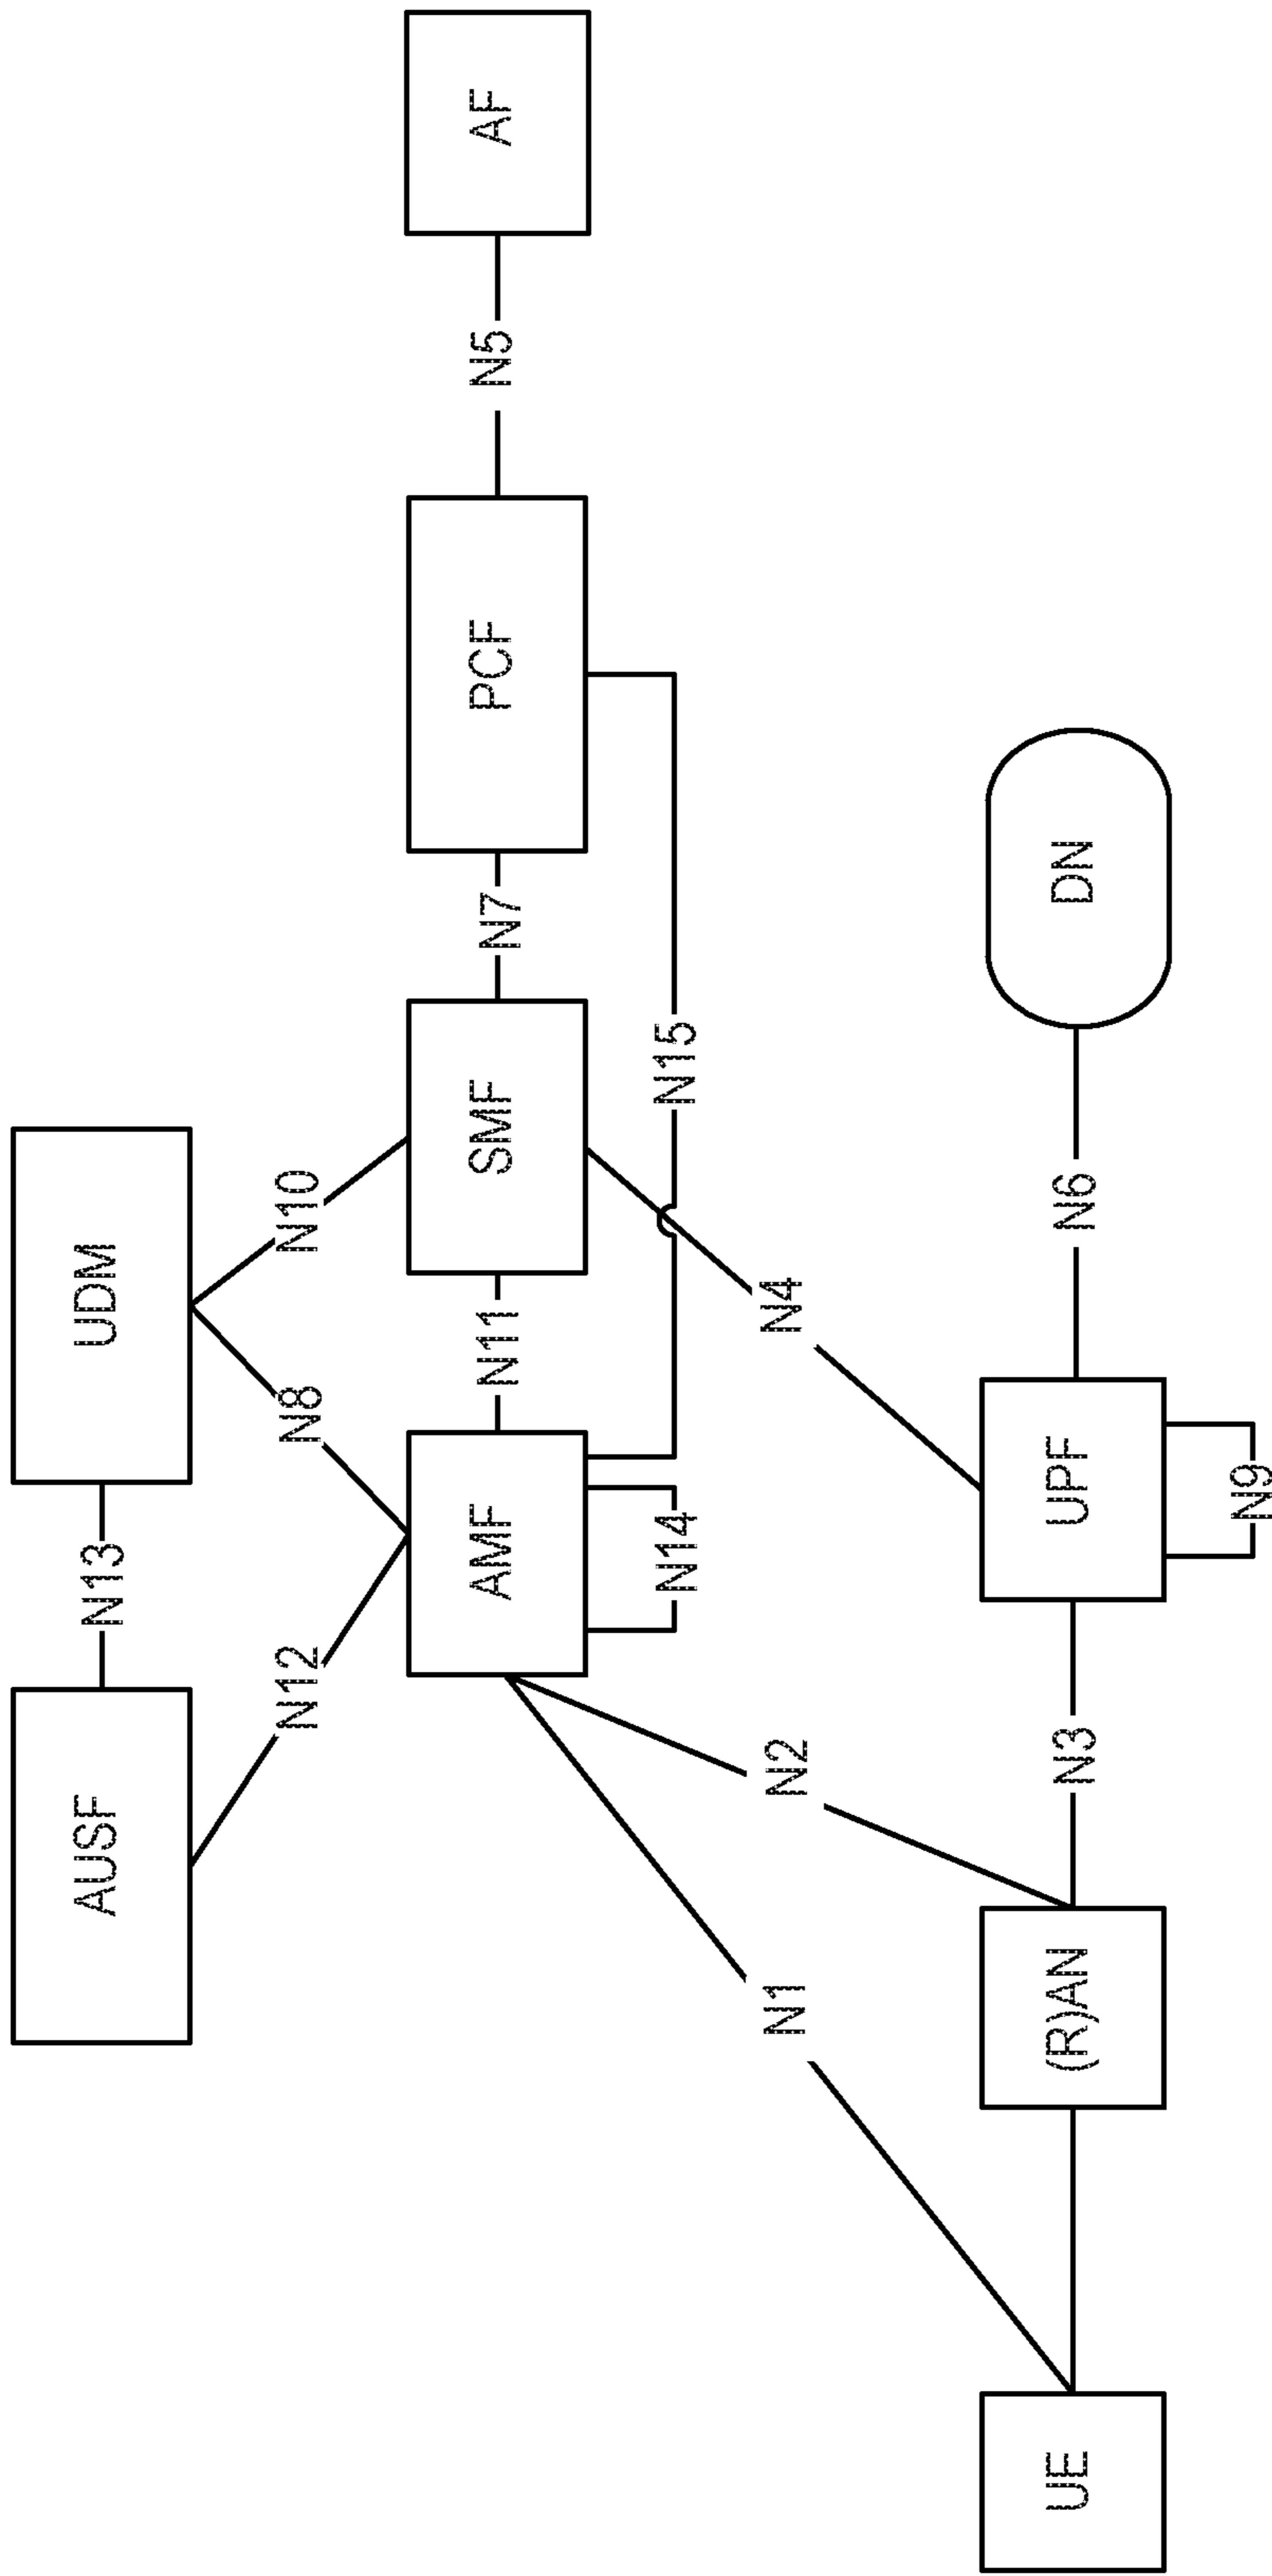 AUSF
N13
UDM
N12
N8
N10
AMF
N11
SMF
N7
PCF
N5
AF
N14
N15
N1
N2
N4
UE
(R)AN
N3
UPF
N6
DN
N9